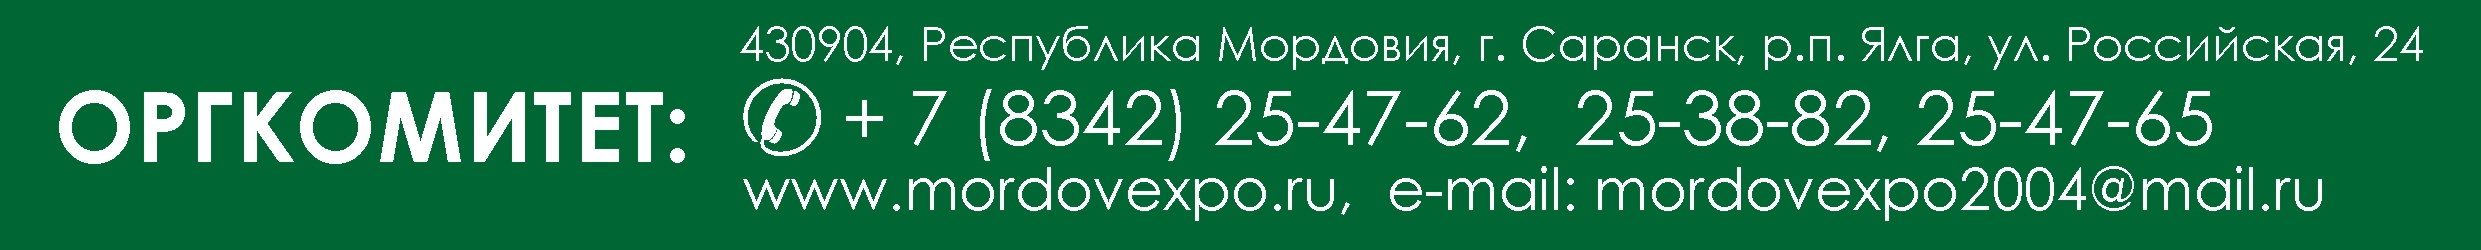 430904, Республика Мордовия, г. Саранск, р.п. Ялга, ул. Российская, 24
ОРГКОМИТЕТ: + 7 (8342) 25-47-62, 25-38-82, 25-47-65
www.mordovexpo.ru, e-mail: mordovexpo2004@mail.ru